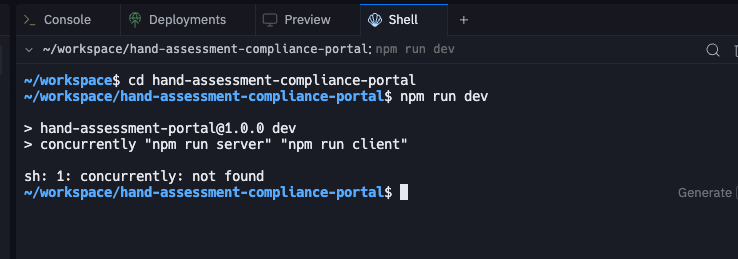 Console Deployments Preview Shell +
~/workspace/hand-assessment-compliance-portal: npm run dev
~/workspace$ cd hand-assessment-compliance-portal
~/workspace/hand-assessment-compliance-portal$ npm run dev
> hand-assessment-portal@1.0.0 dev
> concurrently "npm run server" "npm run client"
sh: 1: concurrently: not found
~/workspace/hand-assessment-compliance-portal$
Generate